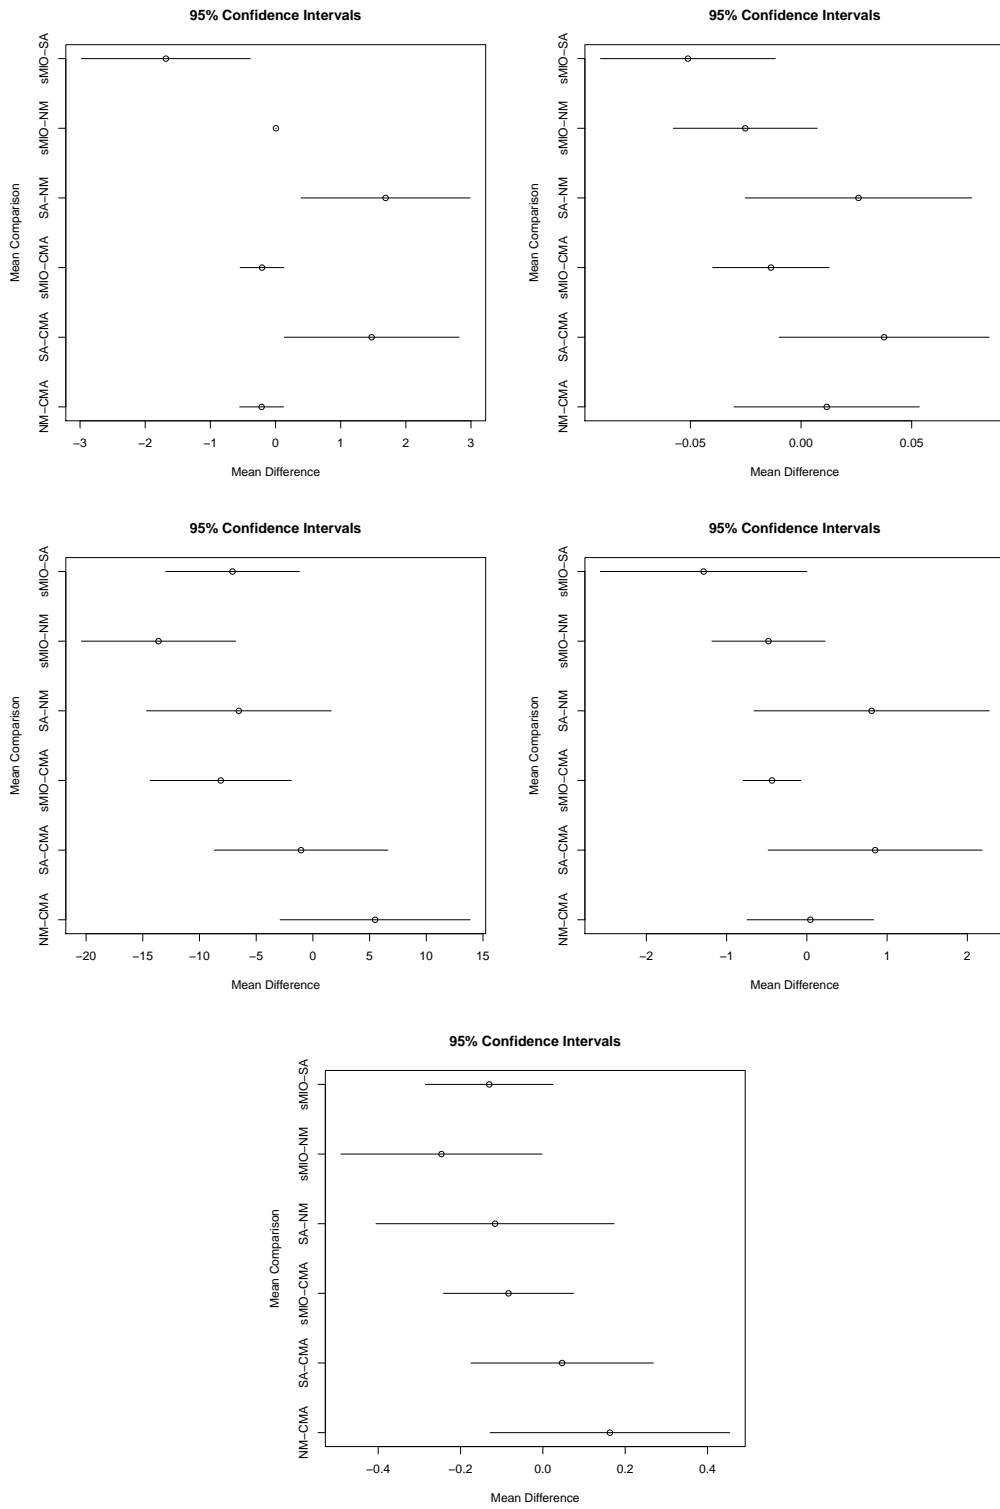 95% Confidence Intervals
Mean Comparison
sMIO−SA
sMIO−NM
SA−NM
sMIO−CMA
SA−CMA
NM−CMA
−3 −2 −1 0 1 2 3
Mean Difference
95% Confidence Intervals
Mean Comparison
sMIO−SA
sMIO−NM
SA−NM
sMIO−CMA
SA−CMA
NM−CMA
−0.05 0.00 0.05
Mean Difference
95% Confidence Intervals
Mean Comparison
sMIO−SA
sMIO−NM
SA−NM
sMIO−CMA
SA−CMA
NM−CMA
−20 −15 −10 −5 0 5 10 15
Mean Difference
95% Confidence Intervals
Mean Comparison
sMIO−SA
sMIO−NM
SA−NM
sMIO−CMA
SA−CMA
NM−CMA
−2 −1 0 1 2
Mean Difference
95% Confidence Intervals
Mean Comparison
sMIO−SA
sMIO−NM
SA−NM
sMIO−CMA
SA−CMA
NM−CMA
−0.4 −0.2 0.0 0.2 0.4
Mean Difference